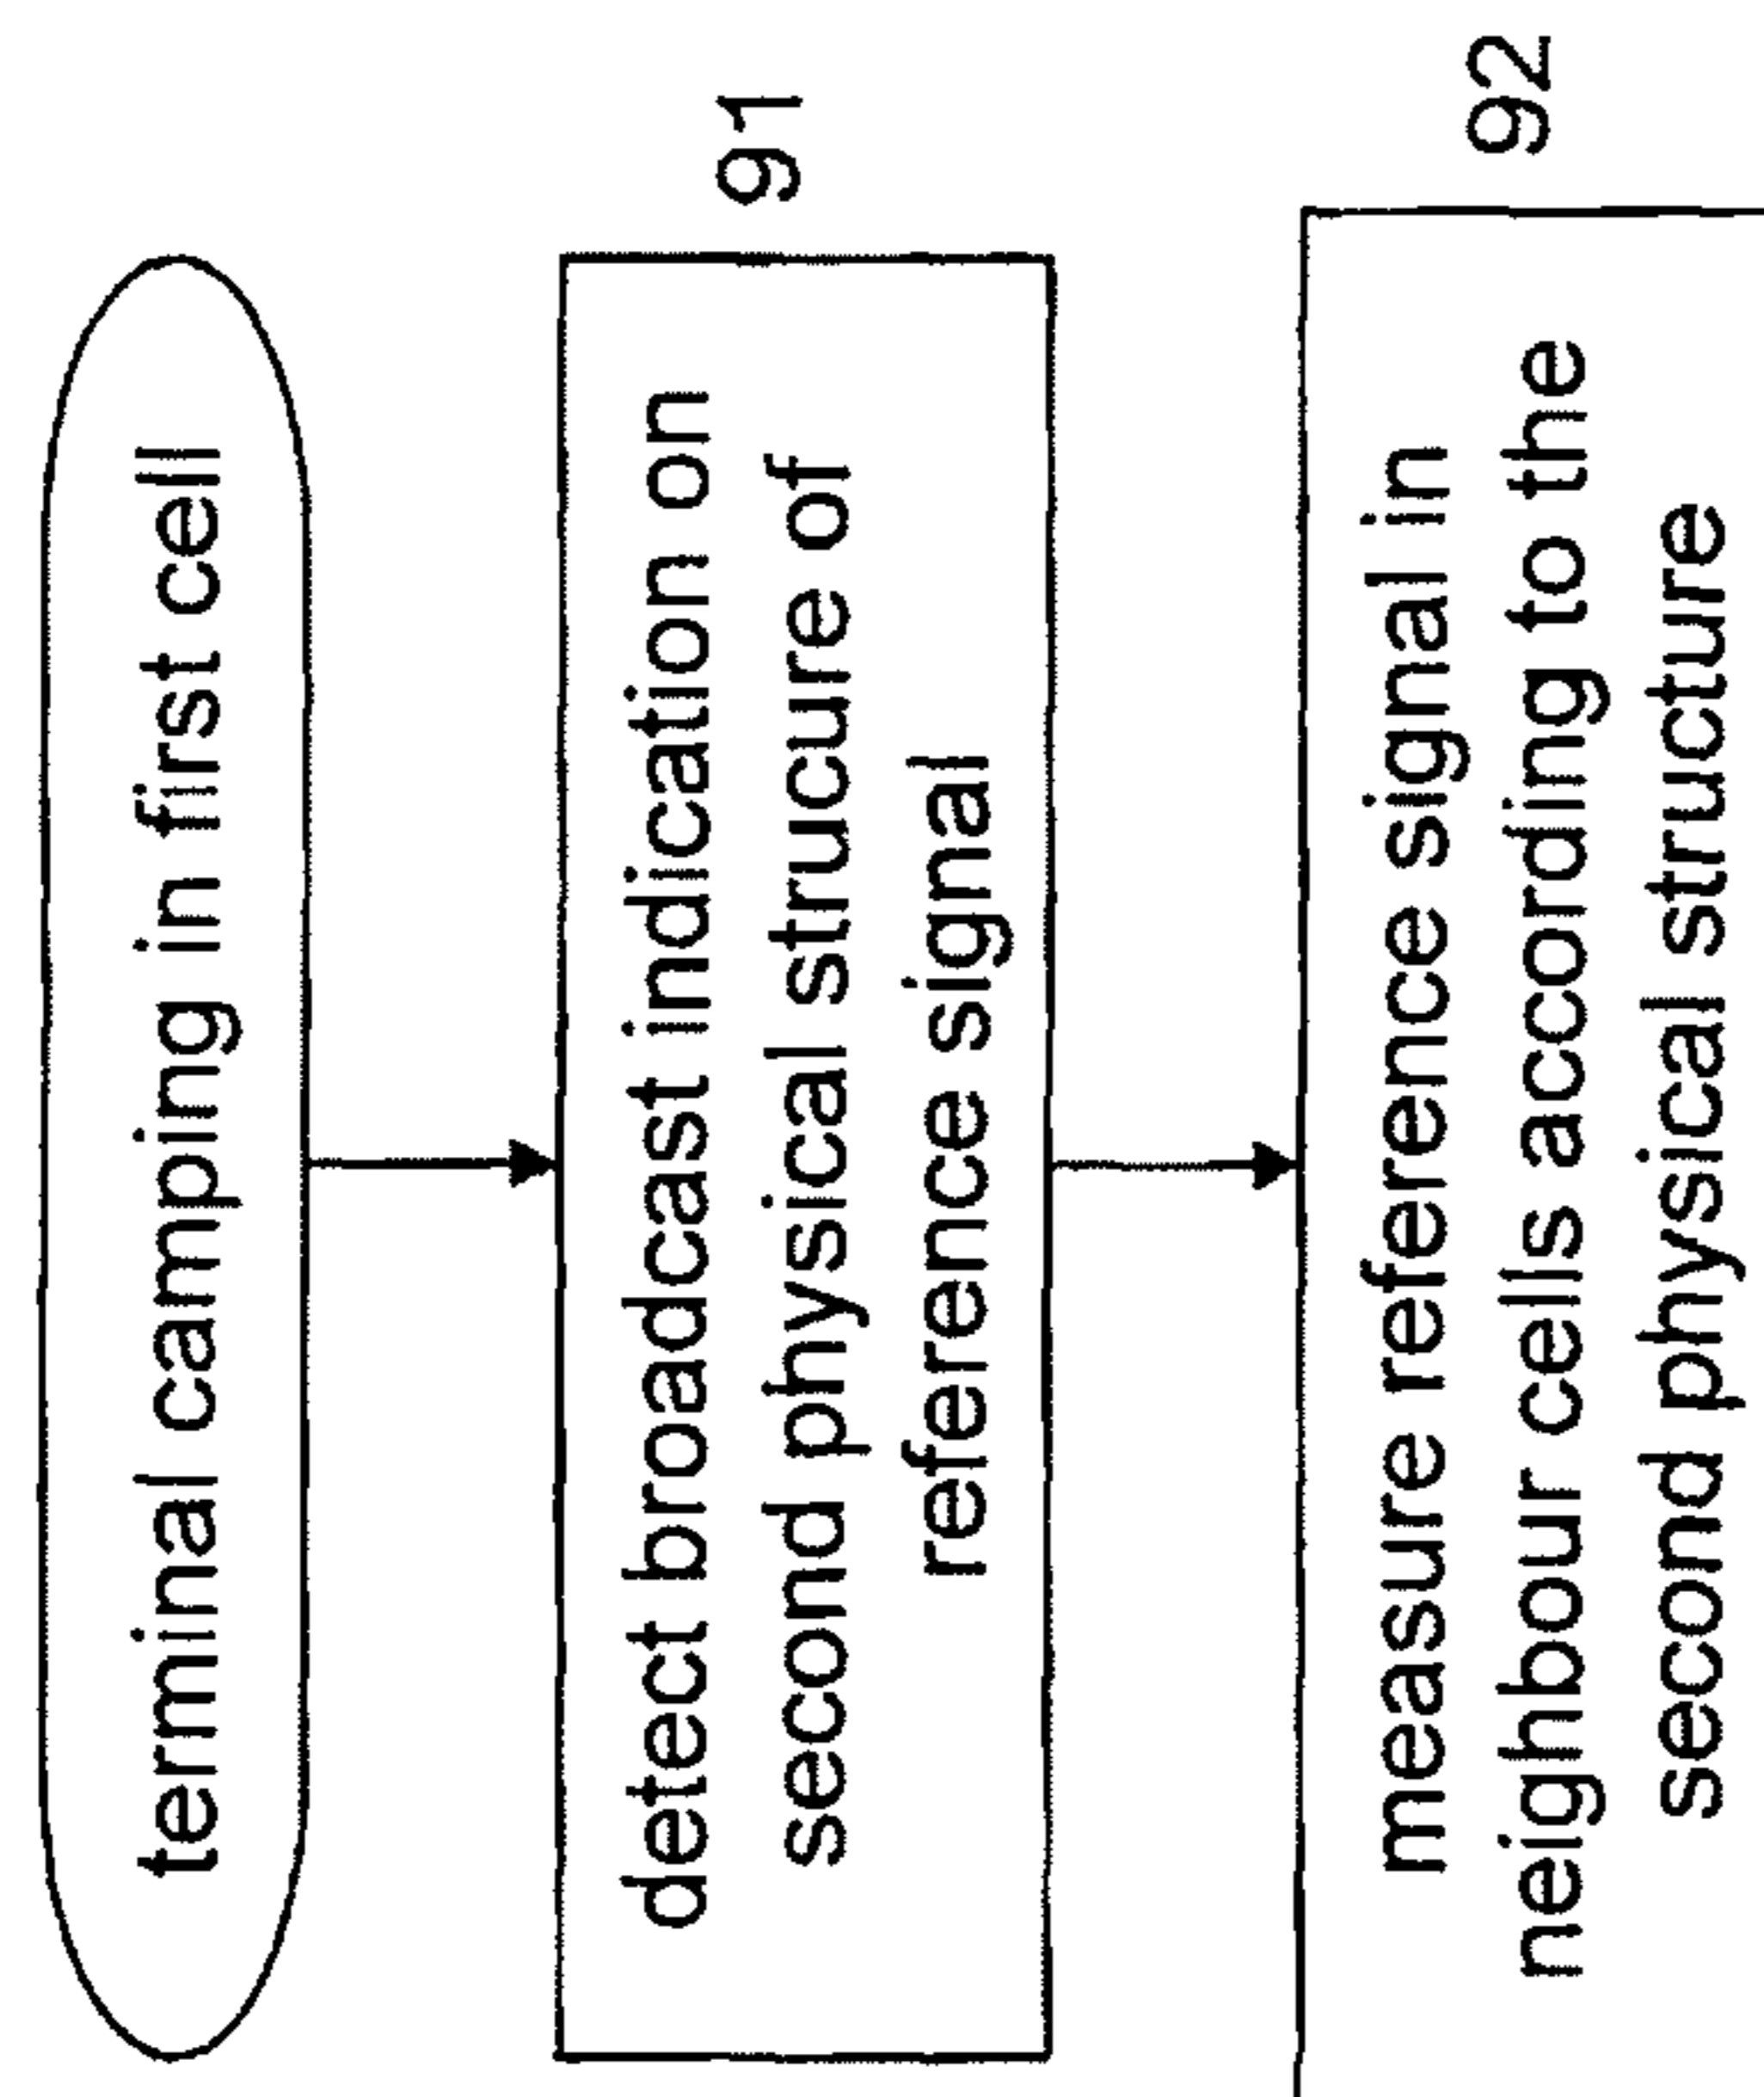 terminal camping in first cell
91
detect broadcast indication on
second physical strucure of
reference signal
92
measure reference signal in
neighbour cells according to the
second physical structure